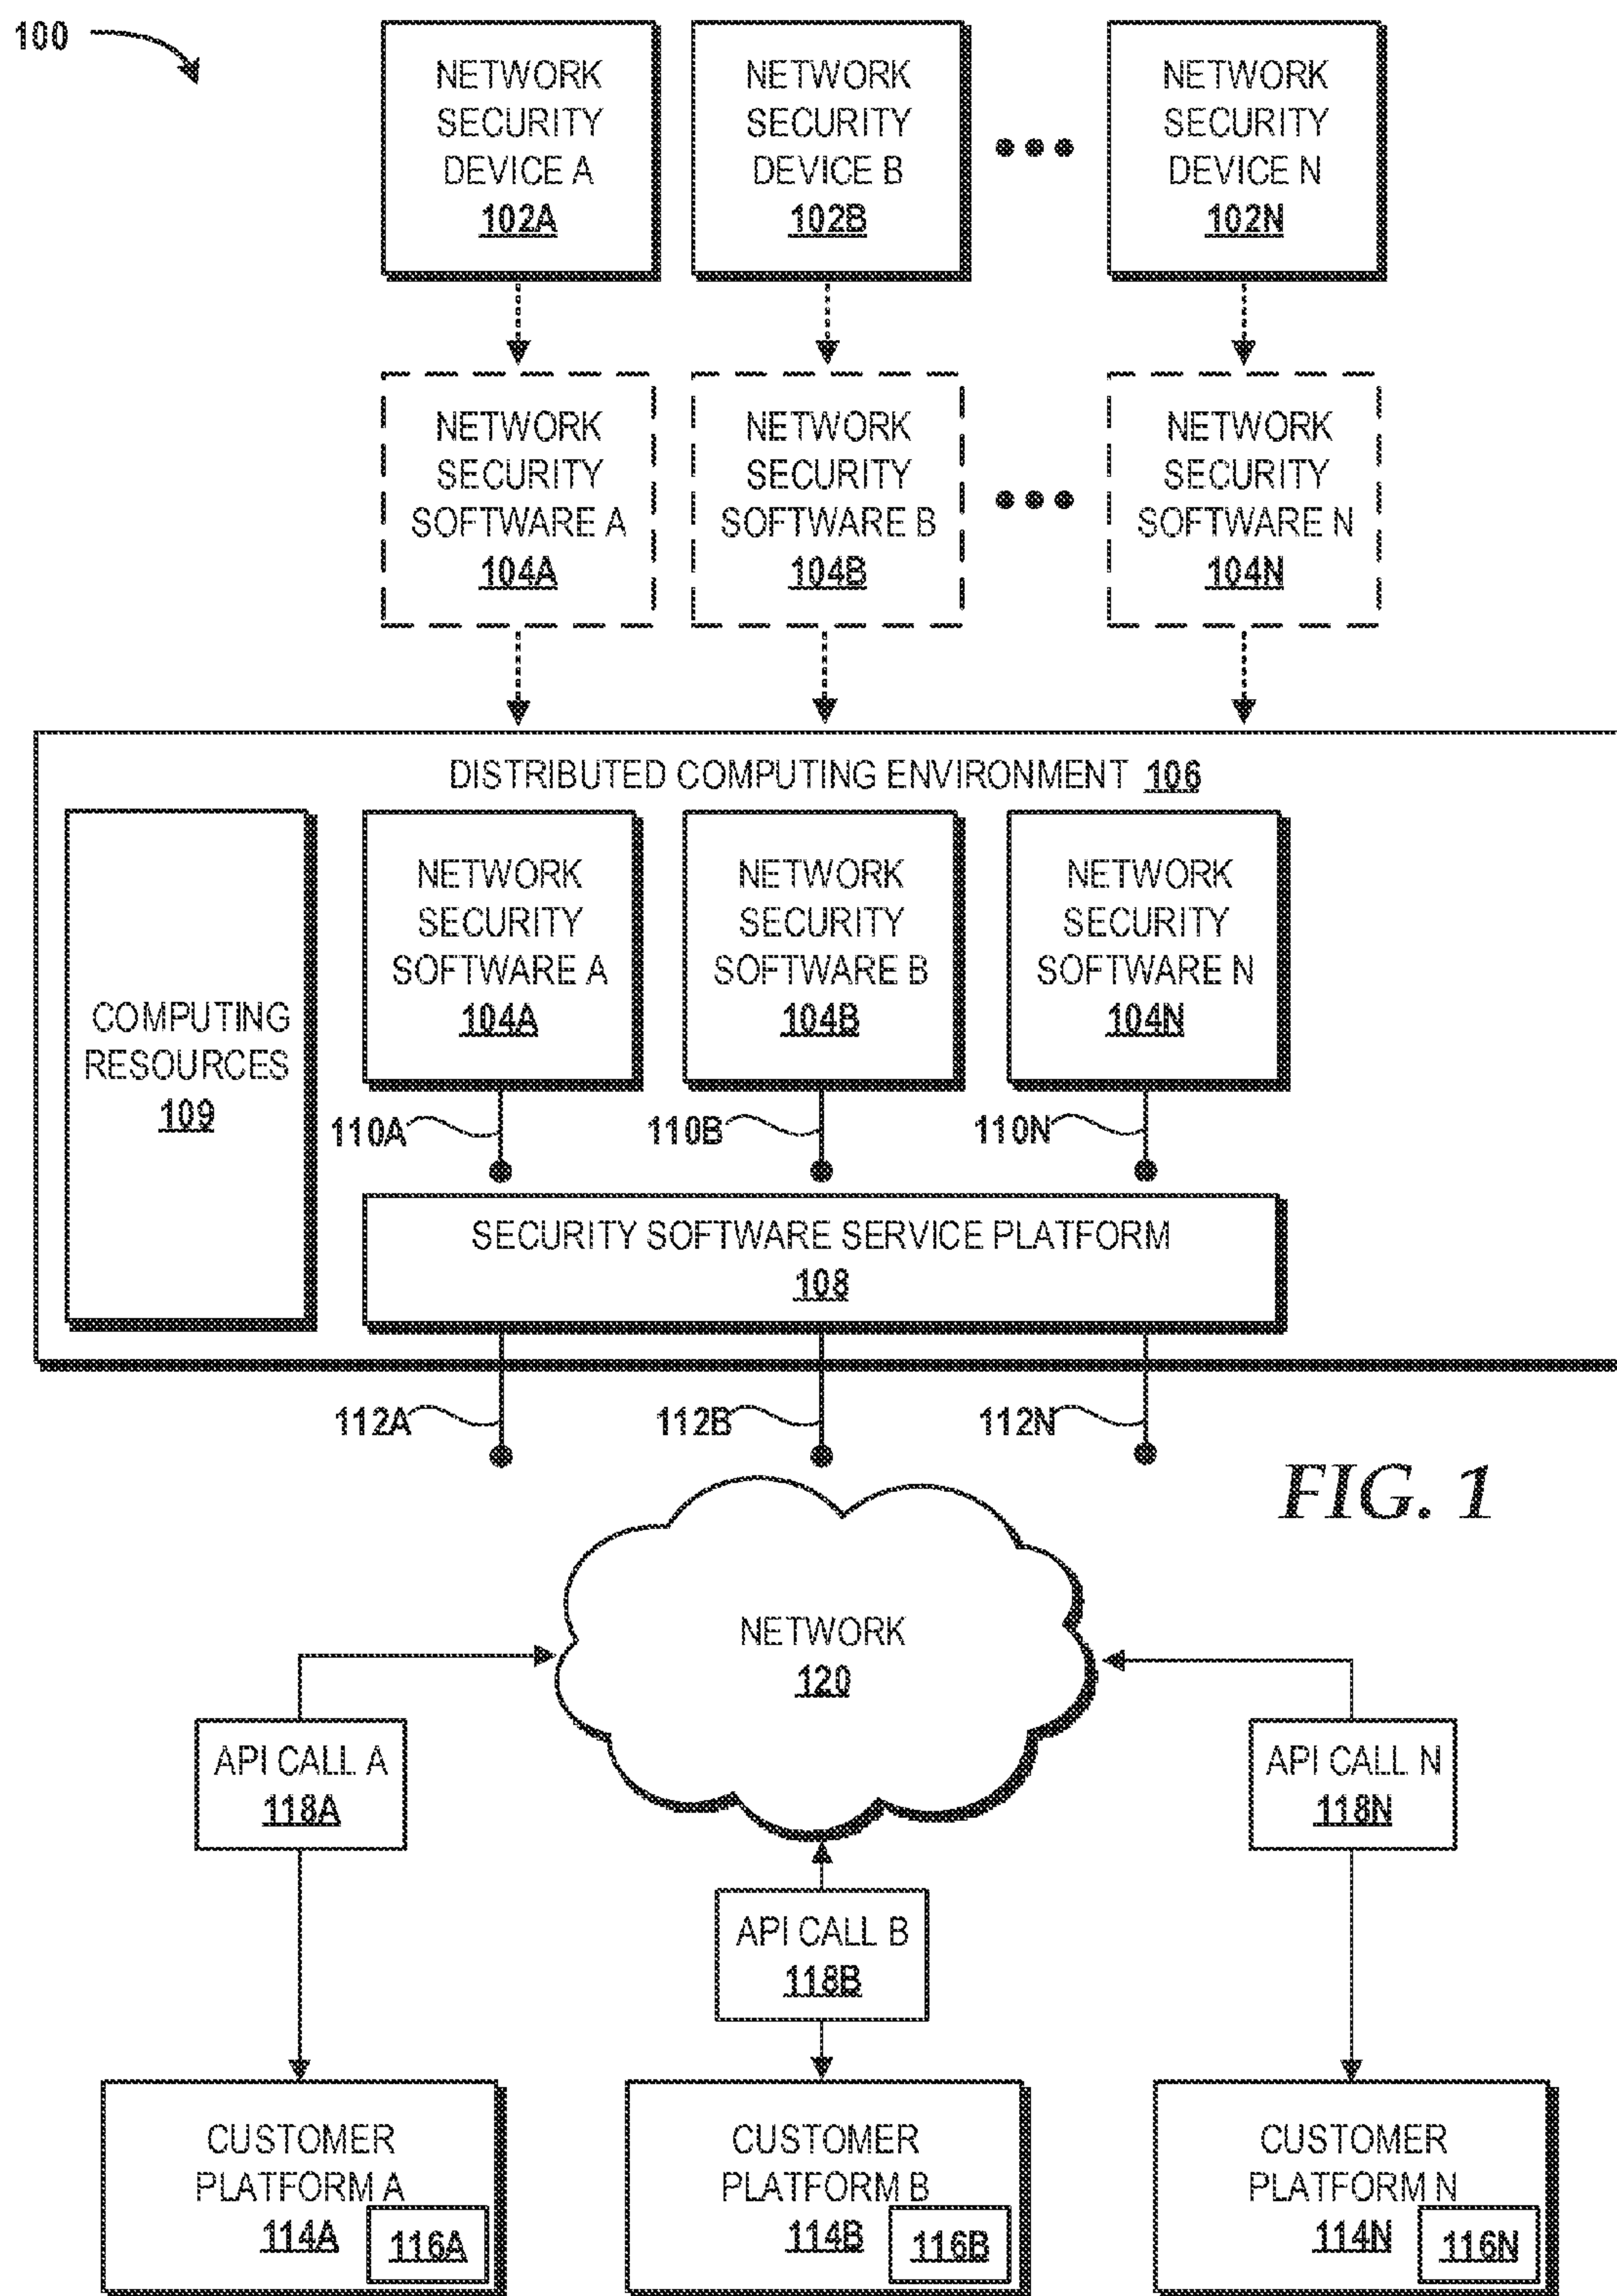 100
NETWORK
SECURITY
DEVICE A
102A
NETWORK
SECURITY
DEVICE B
102B
NETWORK
SECURITY
DEVICE N
102N
NETWORK
SECURITY
SOFTWARE A
104A
NETWORK
SECURITY
SOFTWARE B
104B
NETWORK
SECURITY
SOFTWARE N
104N
DISTRIBUTED COMPUTING ENVIRONMENT 106
COMPUTING
RESOURCES
109
NETWORK
SECURITY
SOFTWARE A
104A
NETWORK
SECURITY
SOFTWARE B
104B
NETWORK
SECURITY
SOFTWARE N
104N
110A
110B
110N
SECURITY SOFTWARE SERVICE PLATFORM
108
112A
112B
112N
FIG. 1
NETWORK
120
API CALL A
118A
API CALL B
118B
API CALL N
118N
CUSTOMER
PLATFORM A
114A
116A
CUSTOMER
PLATFORM B
114B
116B
CUSTOMER
PLATFORM N
114N
116N